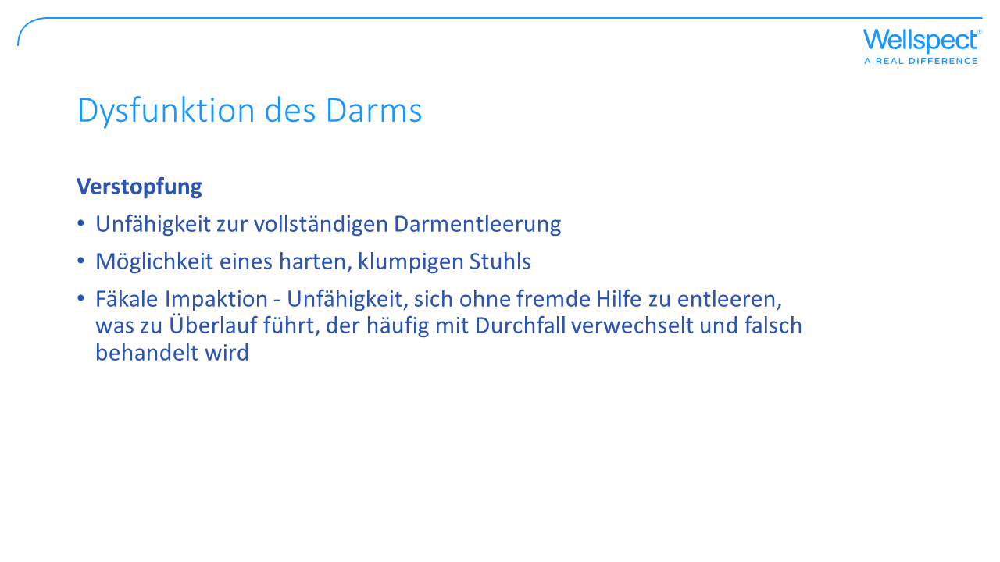 Wellspect®
A REAL DIFFERENCE
Dysfunktion des Darms
Verstopfung
• Unfähigkeit zur vollständigen Darmentleerung
• Möglichkeit eines harten, klumpigen Stuhls
• Fäkale Impaktion - Unfähigkeit, sich ohne fremde Hilfe zu entleeren,
was zu Überlauf führt, der häufig mit Durchfall verwechselt und falsch
behandelt wird